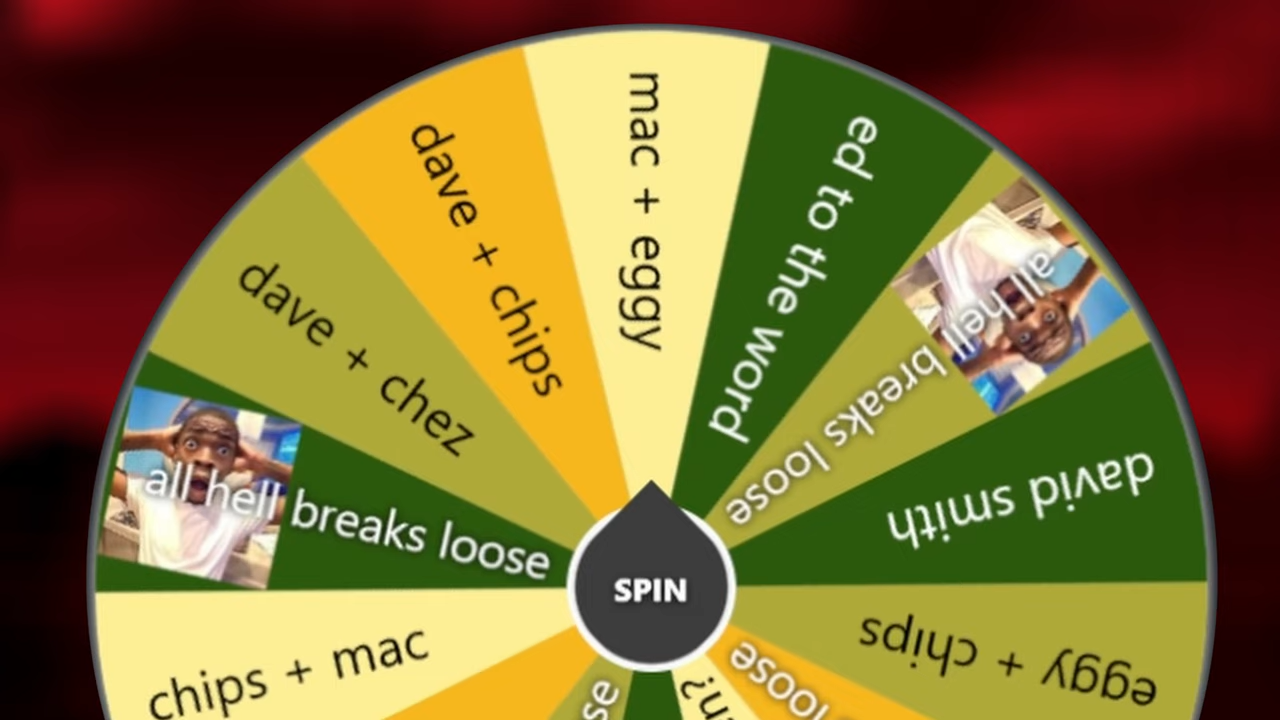 mac + eggy
ed to the word
all hell breaks loose
david smith
eggy + chips
loose
chips + mac
all hell breaks loose
dave + chez
dave + chips
SPIN